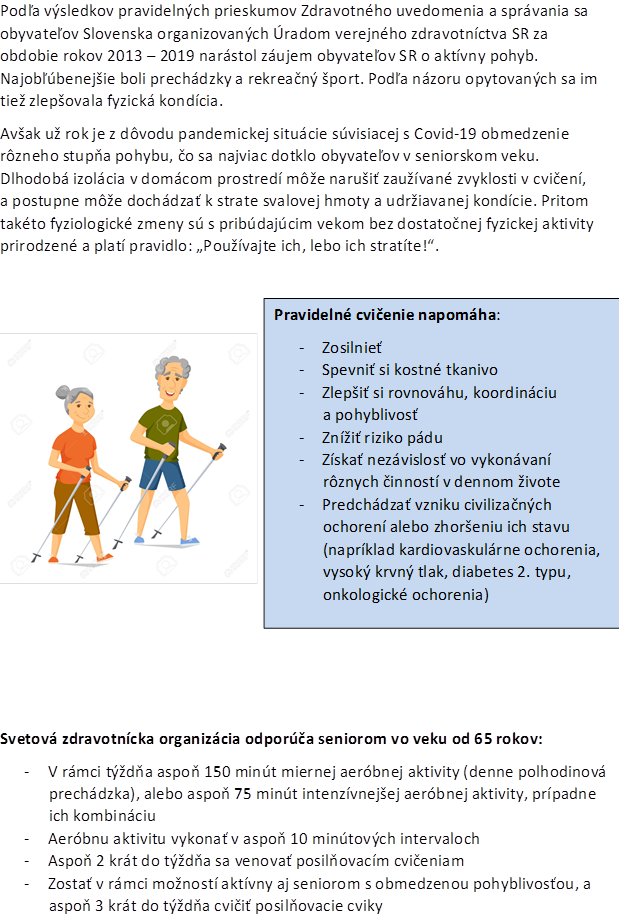 Podľa výsledkov pravidelných prieskumov Zdravotného uvedomenia a správania sa
obyvateľov Slovenska organizovaných Úradom verejného zdravotníctva SR za
obdobie rokov 2013 – 2019 narástol záujem obyvateľov SR o aktívny pohyb.
Najobľúbenejšie boli prechádzky a rekreačný šport. Podľa názoru opytovaných sa im
tiež zlepšovala fyzická kondícia.
Avšak už rok je z dôvodu pandemickej situácie súvisiacej s Covid-19 obmedzenie
rôzneho stupňa pohybu, čo sa najviac dotklo obyvateľov v seniorskom veku.
Dlhodobá izolácia v domácom prostredí môže narušiť zaužívané zvyklosti v cvičení,
a postupne môže dochádzať k strate svalovej hmoty a udržiavanej kondície. Pritom
takéto fyziologické zmeny sú s pribúdajúcim vekom bez dostatočnej fyzickej aktivity
prirodzené a platí pravidlo: „Používajte ich, lebo ich stratíte!“.
Pravidelné cvičenie napomáha:
- Zosilnieť
- Spevniť si kostné tkanivo
- Zlepšiť si rovnováhu, koordináciu
a pohyblivosť
- Znížiť riziko pádu
- Získať nezávislosť vo vykonávaní
rôznych činností v dennom živote
- Predchádzať vzniku civilizačných
ochorení alebo zhoršeniu ich stavu
(napríklad kardiovaskulárne ochorenia,
vysoký krvný tlak, diabetes 2. typu,
onkologické ochorenia)
Svetová zdravotnícka organizácia odporúča seniorom vo veku od 65 rokov:
- V rámci týždňa aspoň 150 minút miernej aeróbnej aktivity (denne polhodinová
prechádzka), alebo aspoň 75 minút intenzívnejšej aeróbnej aktivity, prípadne
ich kombináciu
- Aeróbnu aktivitu vykonať v aspoň 10 minútových intervaloch
- Aspoň 2 krát do týždňa sa venovať posilňovacím cvičeniam
- Zostať v rámci možností aktívny aj seniorom s obmedzenou pohyblivosťou, a
aspoň 3 krát do týždňa cvičiť posilňovacie cviky